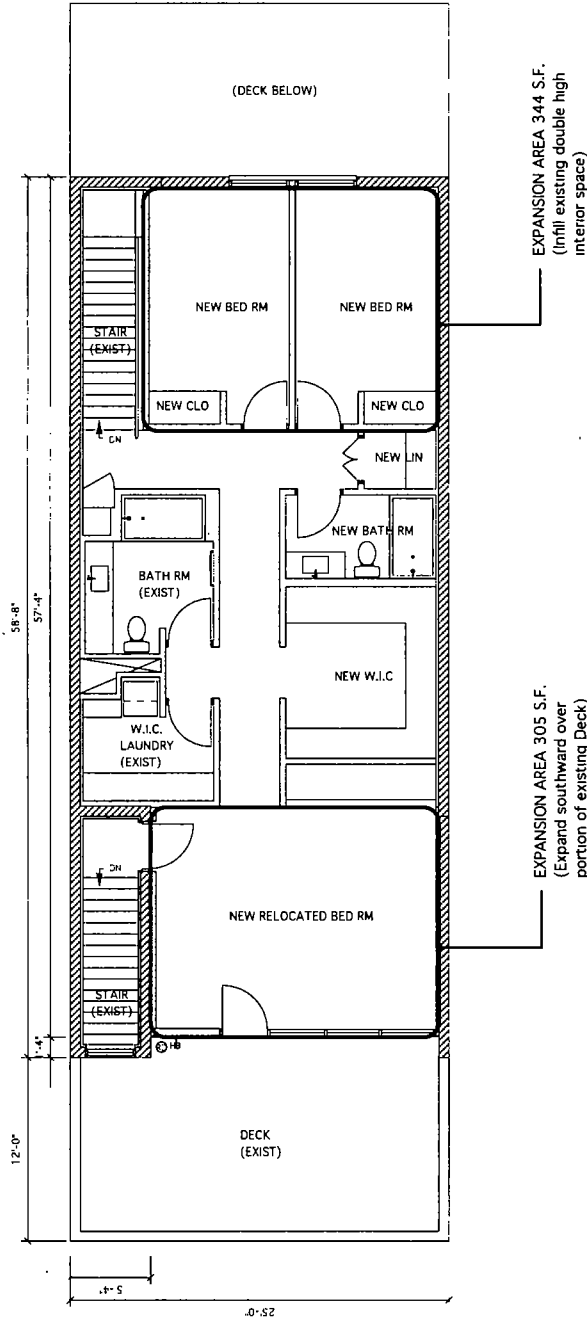 (DECK BELOW)
58'-8"
57'-4"
STAIR
(EXIST)
DN
NEW BED RM
NEW BED RM
NEW CLO
NEW CLO
NEW LIN
NEW BATH RM
BATH RM
(EXIST)
NEW W.I.C
W.I.C.
LAUNDRY
(EXIST)
DN
NEW RELOCATED BED RM
STAIR
(EXIST)
HB
1'-4"
12'-0"
DECK
(EXIST)
5'-4"
25'-0"
EXPANSION AREA 344 S.F.
(Infill existing double high
interior space)
EXPANSION AREA 305 S.F.
(Expand southward over
portion of existing Deck)